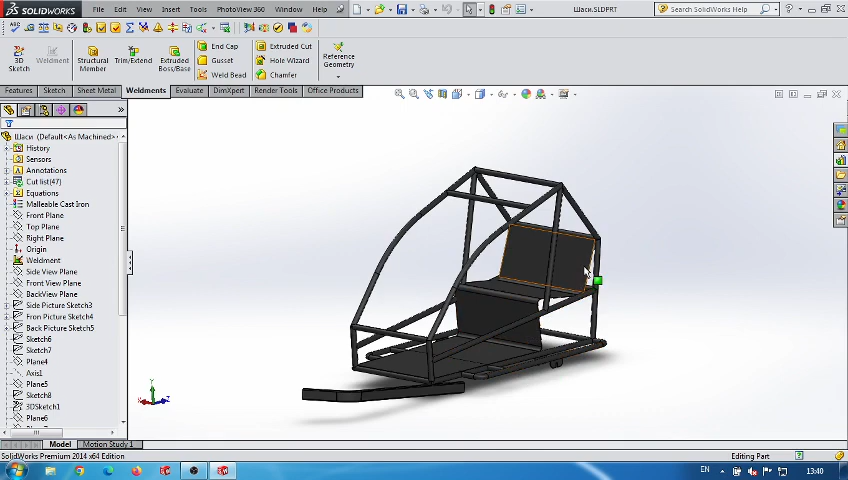 SOLIDWORKS File Edit View Insert Tools PhotoView 360 Window Help Шаси.SLDPRT Search SolidWorks Help
3D Sketch
Weldment
Structural Member
Trim/Extend
Extruded Boss/Base
End Cap
Gusset
Weld Bead
Extruded Cut
Hole Wizard
Chamfer
Reference Geometry
Features Sketch Sheet Metal Weldments Evaluate DimXpert Render Tools Office Products
Шаси (Default<As Machined>
History
Sensors
Annotations
Cut list(47)
Equations
Malleable Cast Iron
Front Plane
Top Plane
Right Plane
Origin
Weldment
Side View Plane
Front View Plane
BackView Plane
Side Picture Sketch3
Front Picture Sketch4
Back Picture Sketch5
Sketch6
Sketch7
Plane4
Axis1
Plane5
Sketch8
3DSketch1
Plane6
Y
X
Z
Model Motion Study 1
SolidWorks Premium 2014 x64 Edition Editing Part
EN 13:40